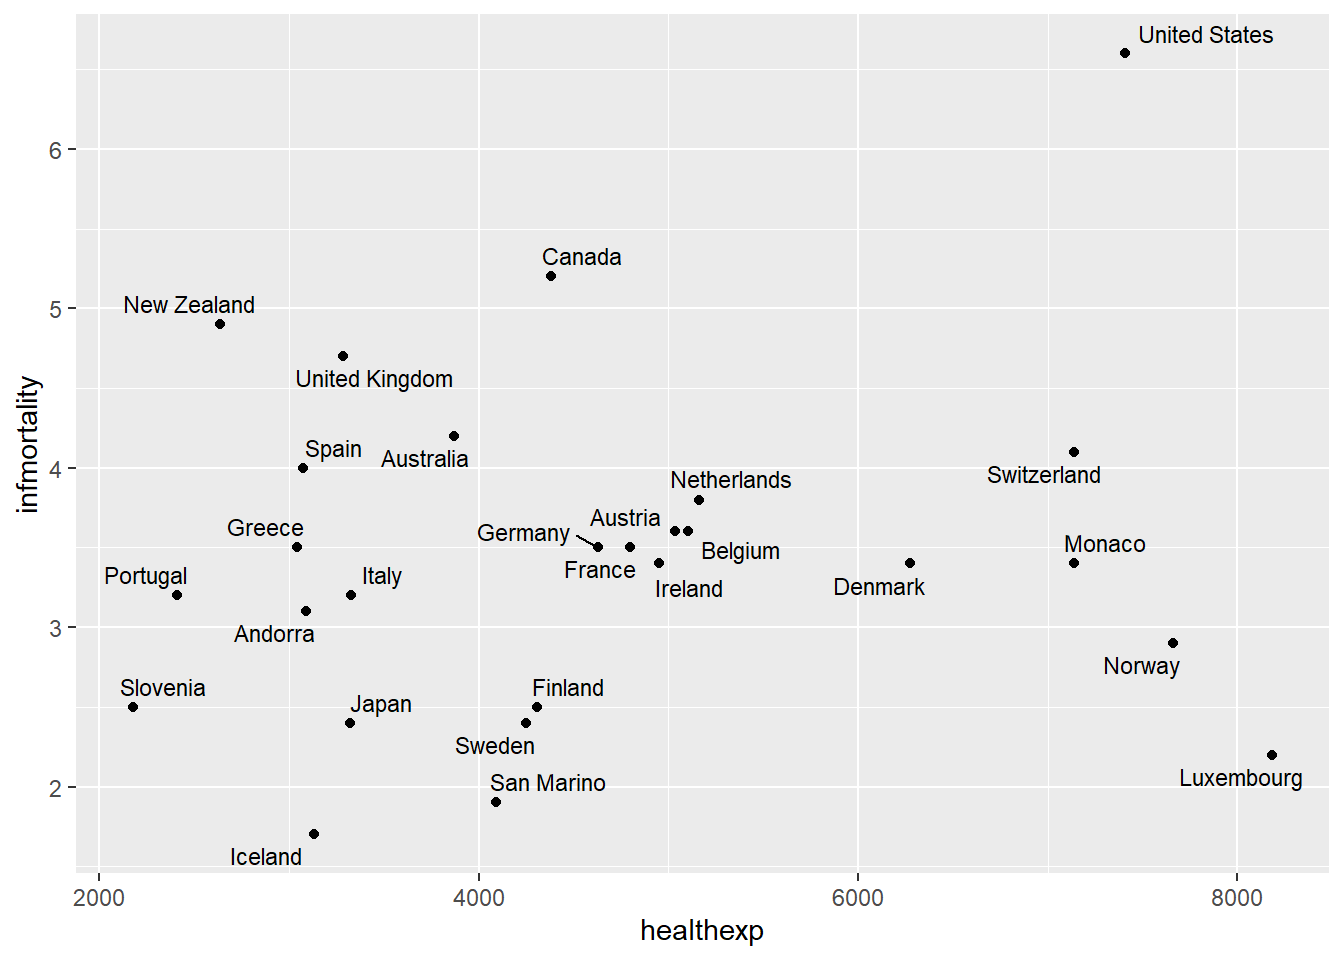 United States
6
Canada
New Zealand
5
United Kingdom
Spain
Australia
4
Switzerland
Netherlands
Austria
Greece
Germany
Monaco
Belgium
France
Portugal
Italy
Denmark
Ireland
3
Andorra
Norway
Slovenia
Finland
Japan
Sweden
Luxembourg
San Marino
2
Iceland
infmortality
2000
4000
6000
8000
healthexp